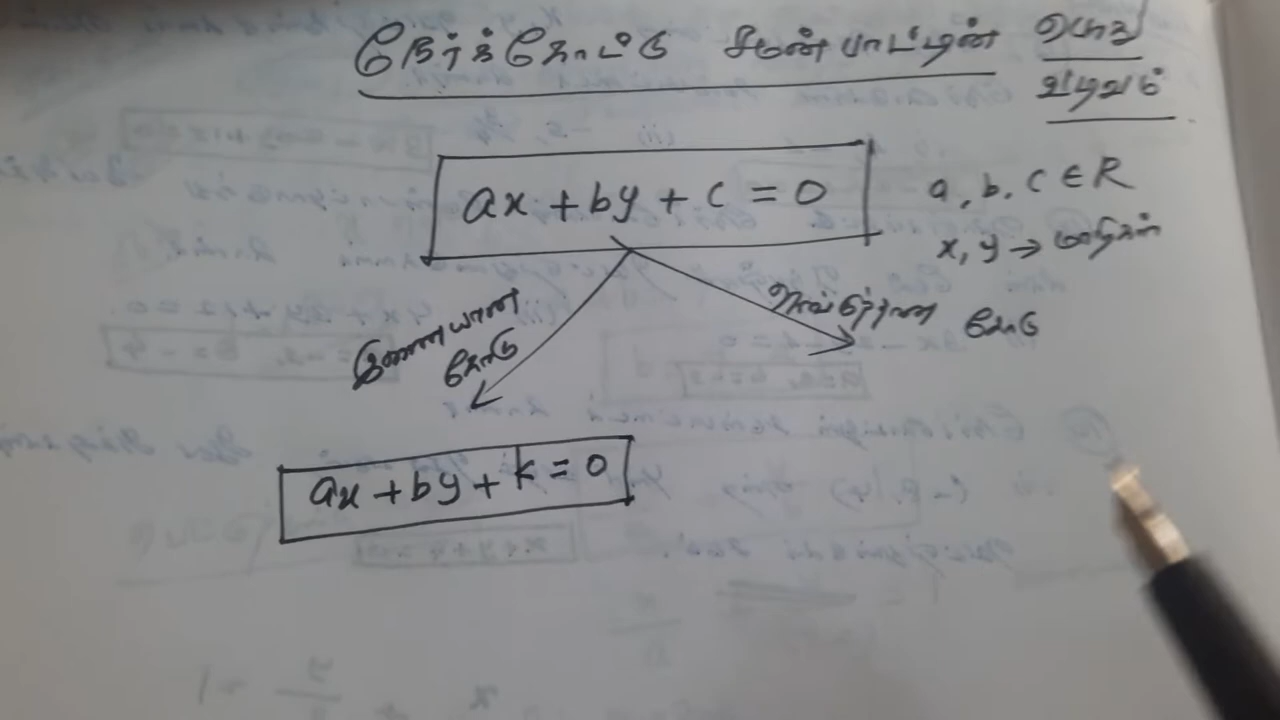 நேர்க்கோட்டு சமன்பாட்டின் பொது
வடிவம்
ax + by + c = 0
a, b, c ∈ R
x, y → மாறிகள்
இணையான
கோடு
செங்குத்தான கோடு
ax + by + k = 0